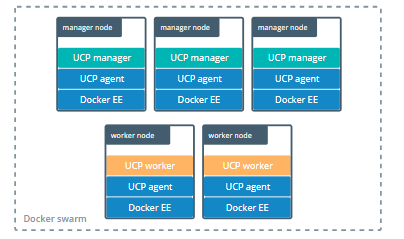 manager node manager node manager node
UCP manager UCP manager UCP manager
UCP agent UCP agent UCP agent
Docker EE Docker EE Docker EE
worker node worker node
UCP worker UCP worker
UCP agent UCP agent
Docker EE Docker EE
Docker swarm